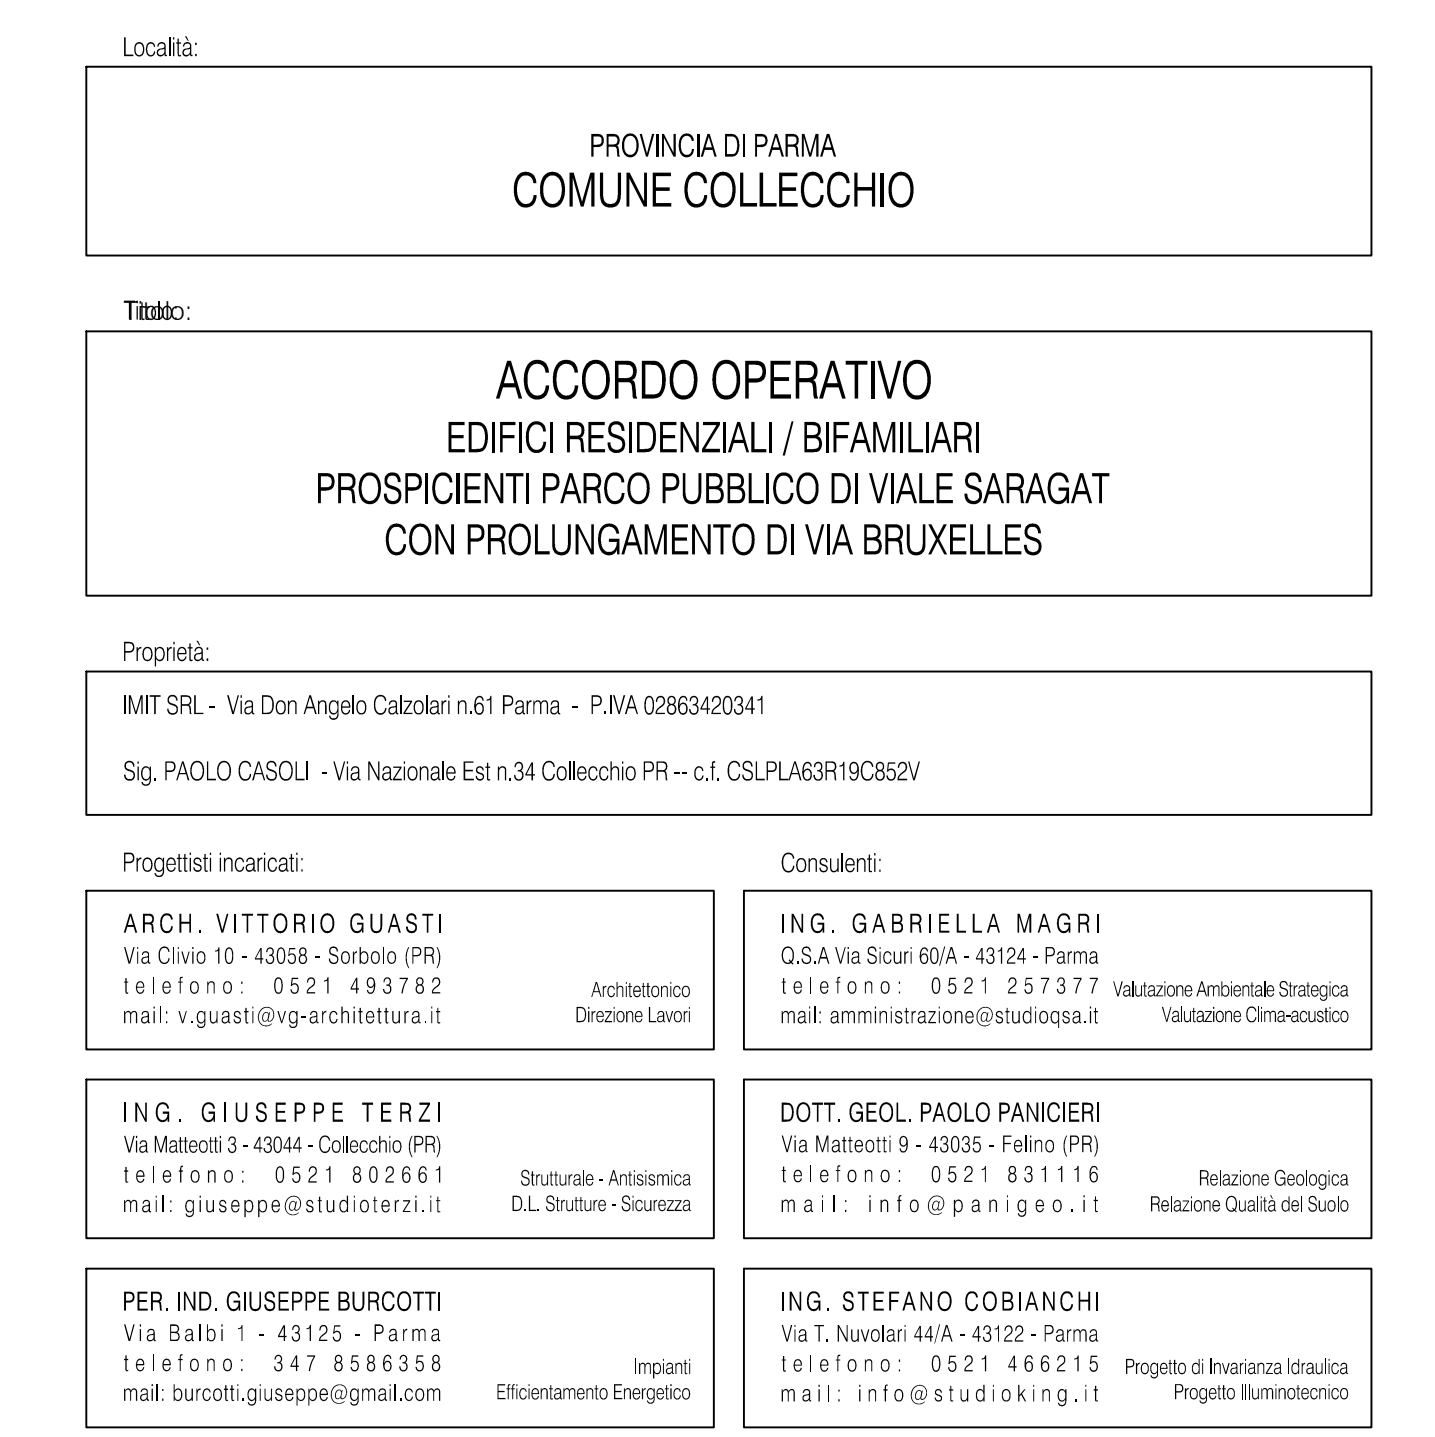 Località:
PROVINCIA DI PARMA
COMUNE COLLECCHIO
Titolo:
ACCORDO OPERATIVO
EDIFICI RESIDENZIALI / BIFAMILIARI
PROSPICIENTI PARCO PUBBLICO DI VIALE SARAGAT
CON PROLUNGAMENTO DI VIA BRUXELLES
Proprietà:
IMIT SRL - Via Don Angelo Calzolari n.61 Parma - P.IVA 02863420341
Sig. PAOLO CASOLI - Via Nazionale Est n.34 Collecchio PR -- c.f. CSLPLA63R19C852V
Progettisti incaricati:
ARCH. VITTORIO GUASTI
Via Clivio 10 - 43058 - Sorbolo (PR)
telefono: 0521 493782
mail: v.guasti@vg-architettura.it
Architettonico
Direzione Lavori
ING. GIUSEPPE TERZI
Via Matteotti 3 - 43044 - Collecchio (PR)
telefono: 0521 802661
mail: giuseppe@studioterzi.it
Strutturale - Antisismica
D.L. Strutture - Sicurezza
PER. IND. GIUSEPPE BURCOTTI
Via Balbi 1 - 43125 - Parma
telefono: 347 8586358
mail: burcotti.giuseppe@gmail.com
Impianti
Efficientamento Energetico
Consulenti:
ING. GABRIELLA MAGRI
Q.S.A Via Sicuri 60/A - 43124 - Parma
telefono: 0521 257377
mail: amministrazione@studioqsa.it
Valutazione Ambientale Strategica
Valutazione Clima-acustico
DOTT. GEOL. PAOLO PANICIERI
Via Matteotti 9 - 43035 - Felino (PR)
telefono: 0521 831116
mail: info@panigeo.it
Relazione Geologica
Relazione Qualità del Suolo
ING. STEFANO COBIANCHI
Via T. Nuvolari 44/A - 43122 - Parma
telefono: 0521 466215
mail: info@studioking.it
Progetto di Invarianza Idraulica
Progetto Illuminotecnico